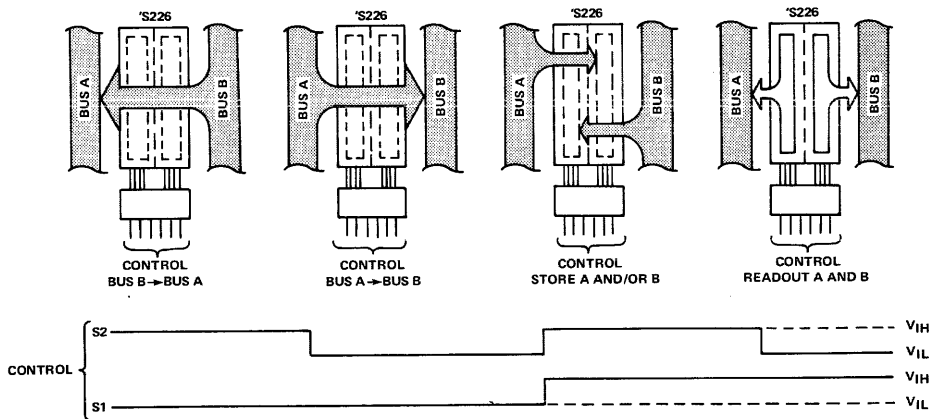 'S226
BUS A
BUS B
CONTROL
BUS B→BUS A
'S226
BUS A
BUS B
CONTROL
BUS A→BUS B
'S226
BUS A
BUS B
CONTROL
STORE A AND/OR B
'S226
BUS A
BUS B
CONTROL
READOUT A AND B
CONTROL
S2
VIH
VIL
VIH
S1
VIL